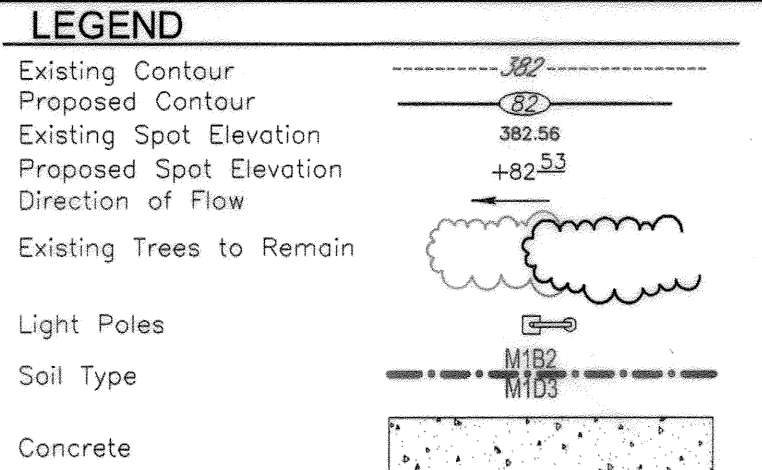 LEGEND
Existing Contour 382
Proposed Contour 82
Existing Spot Elevation 382.56
Proposed Spot Elevation +82 53
Direction of Flow
Existing Trees to Remain
Light Poles
Soil Type M1B2
M1D3
Concrete